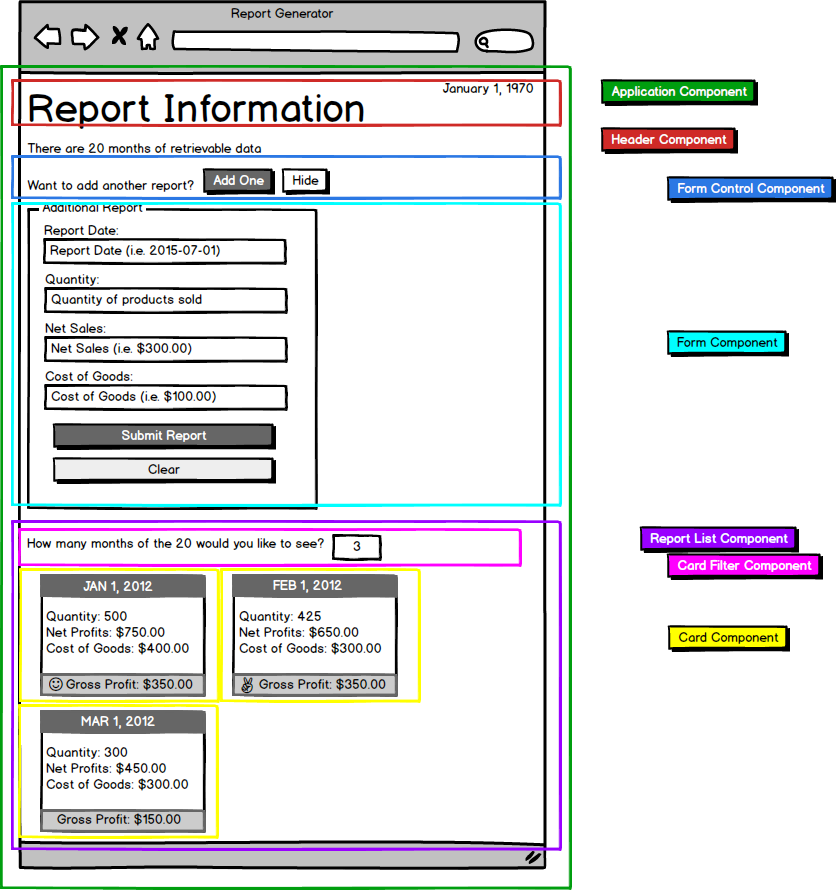 Report Generator
January 1, 1970
Report Information
There are 20 months of retrievable data
Want to add another report? Add One Hide
Additional Report
Report Date:
Report Date (i.e. 2015-07-01)
Quantity:
Quantity of products sold
Net Sales:
Net Sales (i.e. $300.00)
Cost of Goods:
Cost of Goods (i.e. $100.00)
Submit Report
Clear
How many months of the 20 would you like to see? 3
JAN 1, 2012
Quantity: 500
Net Profits: $750.00
Cost of Goods: $400.00
Gross Profit: $350.00
FEB 1, 2012
Quantity: 425
Net Profits: $650.00
Cost of Goods: $300.00
Gross Profit: $350.00
MAR 1, 2012
Quantity: 300
Net Profits: $450.00
Cost of Goods: $300.00
Gross Profit: $150.00
Application Component
Header Component
Form Control Component
Form Component
Report List Component
Card Filter Component
Card Component